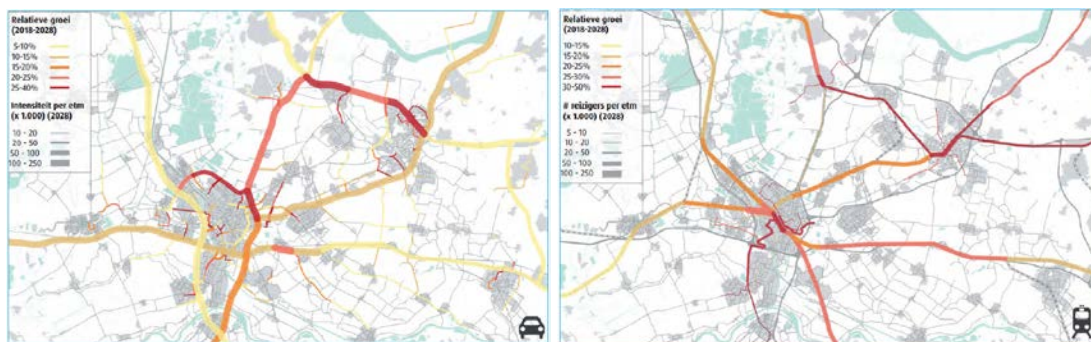 Relatieve groei
(2018-2028)
5-10%
10-15%
15-20%
20-25%
25-40%
Intensiteit per etm
(x 1.000) (2028)
10 - 20
20 - 50
50 - 100
100 - 250
Relatieve groei
(2018-2028)
10-15%
15-20%
20-25%
25-30%
30-50%
# reizigers per etm
(x 1.000) (2028)
5 - 10
10 - 20
20 - 50
50 - 100
100 - 250